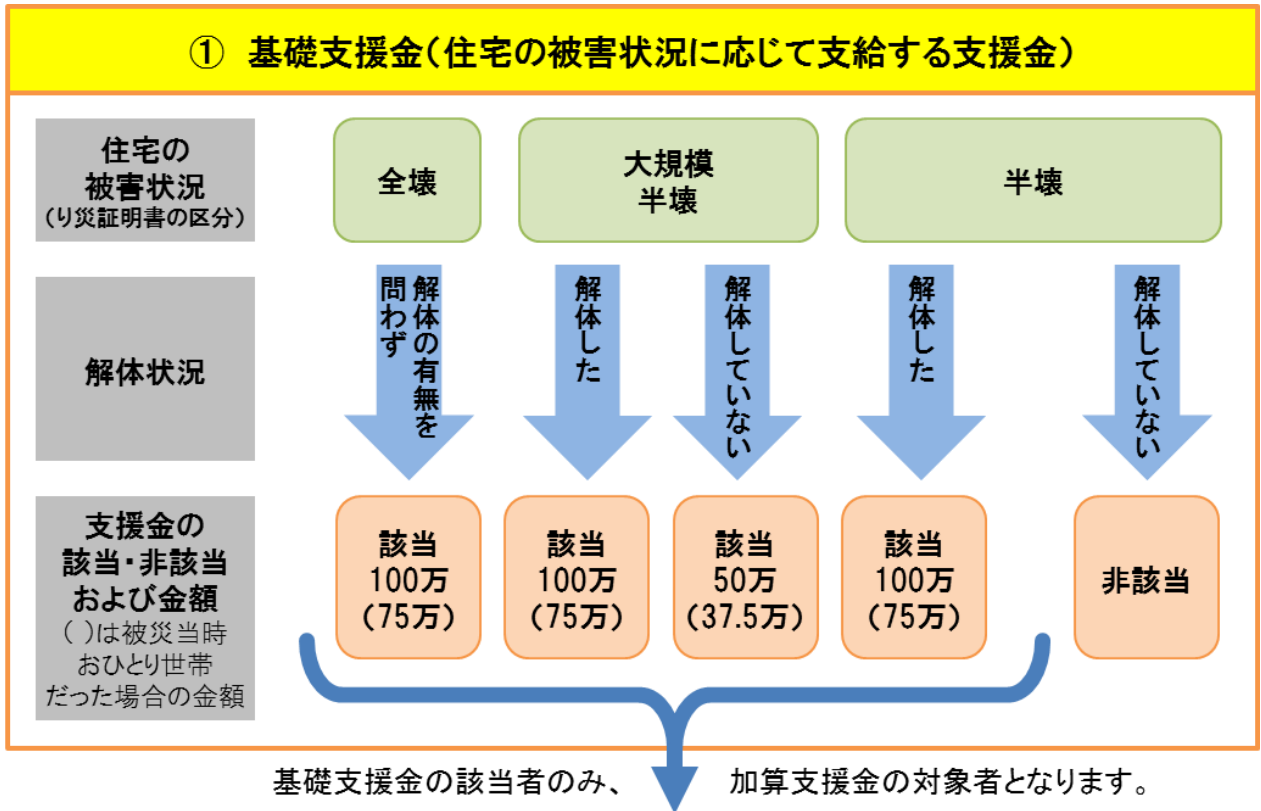 ① 基礎支援金(住宅の被害状況に応じて支給する支援金)
住宅の
被害状況
(り災証明書の区分)
全壊
大規模
半壊
半壊
解体状況
解体の有無を
問わず
解体した
解体していない
解体した
解体していない
支援金の
該当・非該当
および金額
( )は被災当時
おひとり世帯
だった場合の金額
該当
100万
(75万)
該当
100万
(75万)
該当
50万
(37.5万)
該当
100万
(75万)
非該当
基礎支援金の該当者のみ、 加算支援金の対象者となります。